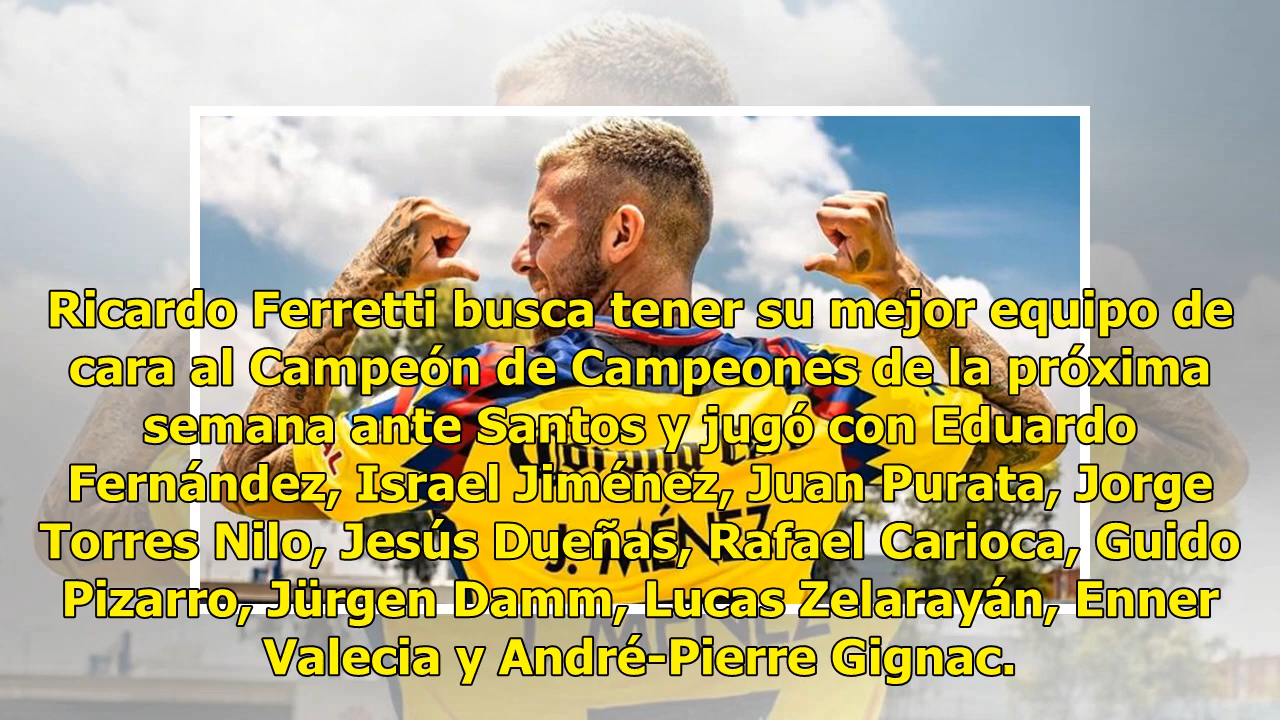 Ricardo Ferretti busca tener su mejor equipo de
cara al Campeón de Campeones de la próxima
semana ante Santos y jugó con Eduardo
Fernández, Israel Jiménez, Juan Purata, Jorge
Torres Nilo, Jesús Dueñas, Rafael Carioca, Guido
Pizarro, Jürgen Damm, Lucas Zelarayán, Enner
Valecia y André-Pierre Gignac.
J. MÉNEZ